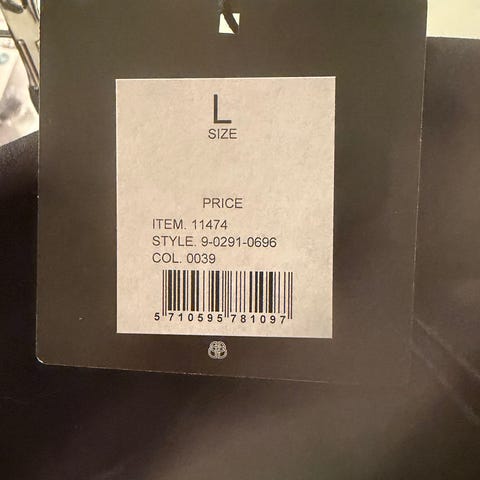 L
SIZE
PRICE
ITEM. 11474
STYLE. 9-0291-0696
COL. 0039
5 710595 781097